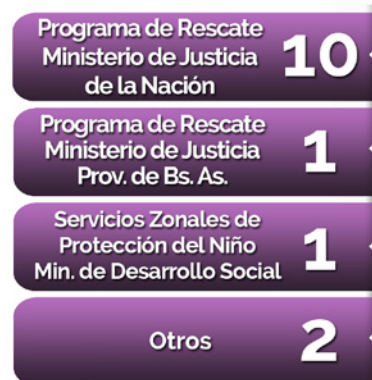 Programa de Rescate
Ministerio de Justicia
de la Nación
10
Programa de Rescate
Ministerio de Justicia
Prov. de Bs. As.
1
Servicios Zonales de
Protección del Niño
Min. de Desarrollo Social
1
Otros
2